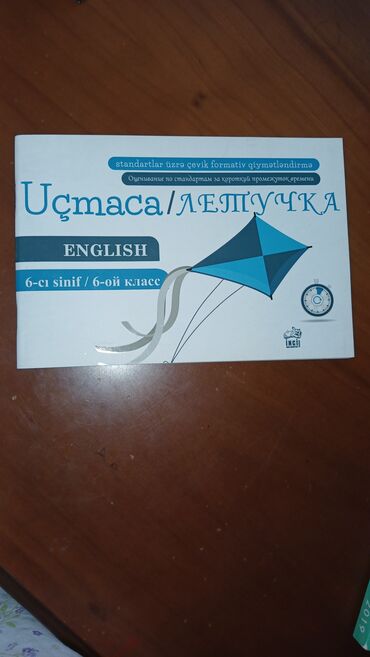 standartlar üzrə çevik formativ qiymətləndirmə
Оценивание по стандартам за короткий промежуток времени
Uçmaca/ЛЕТУЧКА
ENGLISH
6-cı sinif / 6-ой класс
2019